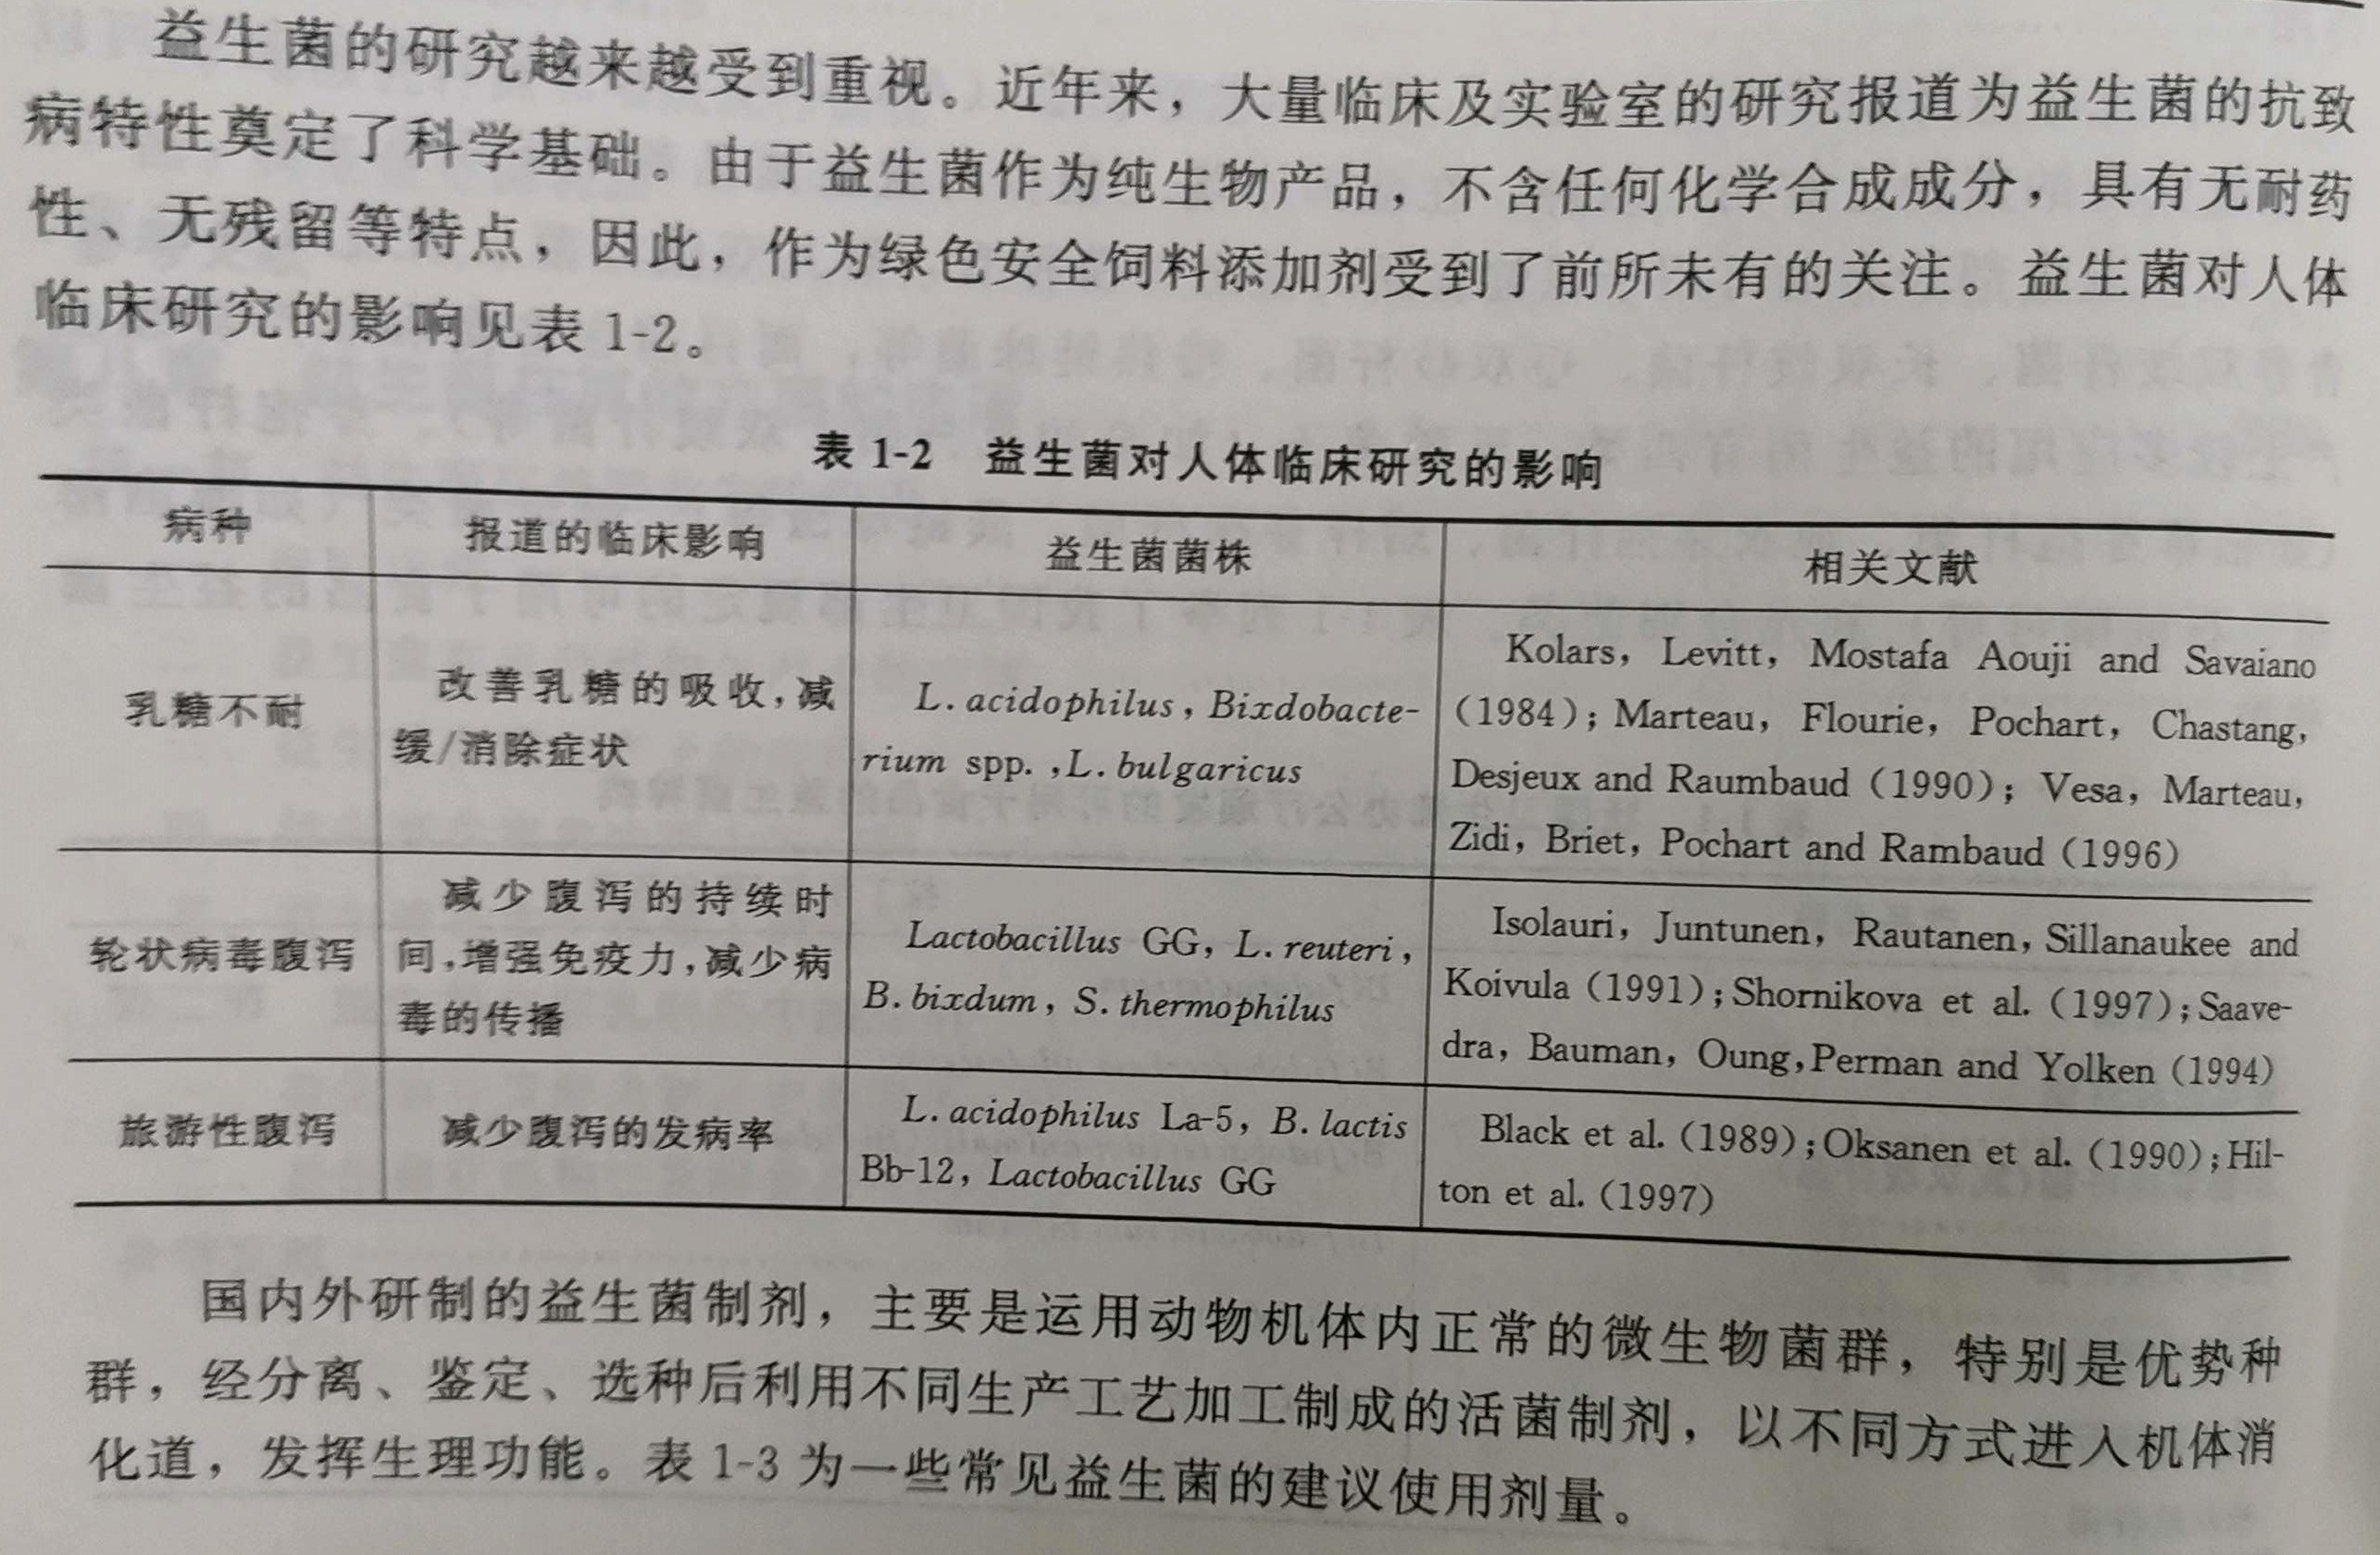 益生菌的研究越来越受到重视。近年来，大量临床及实验室的研究报道为益生菌的抗致
病特性奠定了科学基础。由于益生菌作为纯生物产品，不含任何化学合成成分，具有无耐药
性、无残留等特点，因此，作为绿色安全饲料添加剂受到了前所未有的关注。益生菌对人体
临床研究的影响见表 1-2。
表 1-2　益生菌对人体临床研究的影响
病种
报道的临床影响
益生菌菌株
相关文献
乳糖不耐
改善乳糖的吸收,减
缓/消除症状
L. acidophilus, Bixdobacte-
rium spp. ,L. bulgaricus
Kolars, Levitt, Mostafa Aouji and Savaiano
(1984); Marteau, Flourie, Pochart, Chastang,
Desjeux and Raumbaud (1990); Vesa, Marteau,
Zidi, Briet, Pochart and Rambaud (1996)
轮状病毒腹泻
减少腹泻的持续时
间,增强免疫力,减少病
毒的传播
Lactobacillus GG, L. reuteri,
B. bixdum, S. thermophilus
Isolauri, Juntunen, Rautanen, Sillanaukee and
Koivula (1991); Shornikova et al. (1997); Saave-
dra, Bauman, Oung, Perman and Yolken (1994)
旅游性腹泻
减少腹泻的发病率
L. acidophilus La-5, B. lactis
Bb-12, Lactobacillus GG
Black et al. (1989); Oksanen et al. (1990); Hil-
ton et al. (1997)
国内外研制的益生菌制剂，主要是运用动物机体内正常的微生物菌群，特别是优势种
群，经分离、鉴定、选种后利用不同生产工艺加工制成的活菌制剂，以不同方式进入机体消
化道，发挥生理功能。表 1-3 为一些常见益生菌的建议使用剂量。